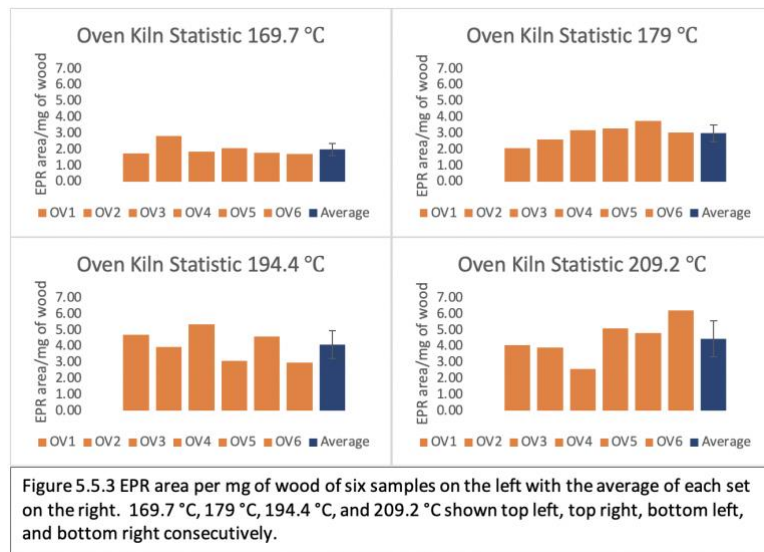 Oven Kiln Statistic 169.7 °C
EPR area/mg of wood
7.00
6.00
5.00
4.00
3.00
2.00
1.00
0.00
OV1 OV2 OV3 OV4 OV5 OV6 Average
Oven Kiln Statistic 179 °C
EPR area/mg of wood
7.00
6.00
5.00
4.00
3.00
2.00
1.00
0.00
OV1 OV2 OV3 OV4 OV5 OV6 Average
Oven Kiln Statistic 194.4 °C
EPR area/mg of wood
7.00
6.00
5.00
4.00
3.00
2.00
1.00
0.00
OV1 OV2 OV3 OV4 OV5 OV6 Average
Oven Kiln Statistic 209.2 °C
EPR area/mg of wood
7.00
6.00
5.00
4.00
3.00
2.00
1.00
0.00
OV1 OV2 OV3 OV4 OV5 OV6 Average
Figure 5.5.3 EPR area per mg of wood of six samples on the left with the average of each set
on the right. 169.7 °C, 179 °C, 194.4 °C, and 209.2 °C shown top left, top right, bottom left,
and bottom right consecutively.